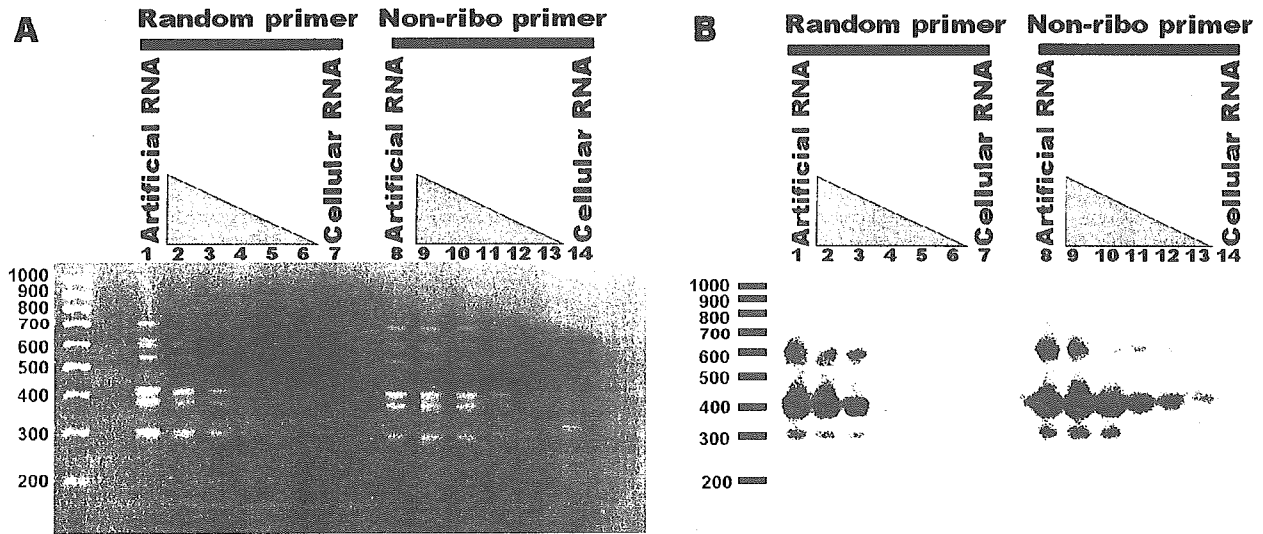 A
Random primer
Non-ribo primer
Artificial RNA
Cellular RNA
Artificial RNA
Cellular RNA
1 2 3 4 5 6 7 8 9 10 11 12 13 14
1000
900
800
700
600
500
400
300
200
B
Random primer
Non-ribo primer
Artificial RNA
Cellular RNA
Artificial RNA
Cellular RNA
1 2 3 4 5 6 7 8 9 10 11 12 13 14
1000
900
800
700
600
500
400
300
200